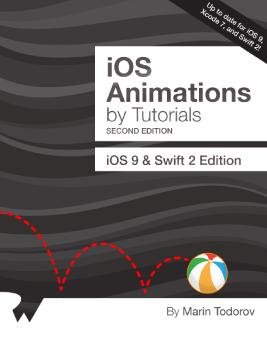 Up to date for iOS 9,
Xcode 7, and Swift 2!
iOS
Animations
by Tutorials
SECOND EDITION
iOS 9 & Swift 2 Edition
By Marin Todorov